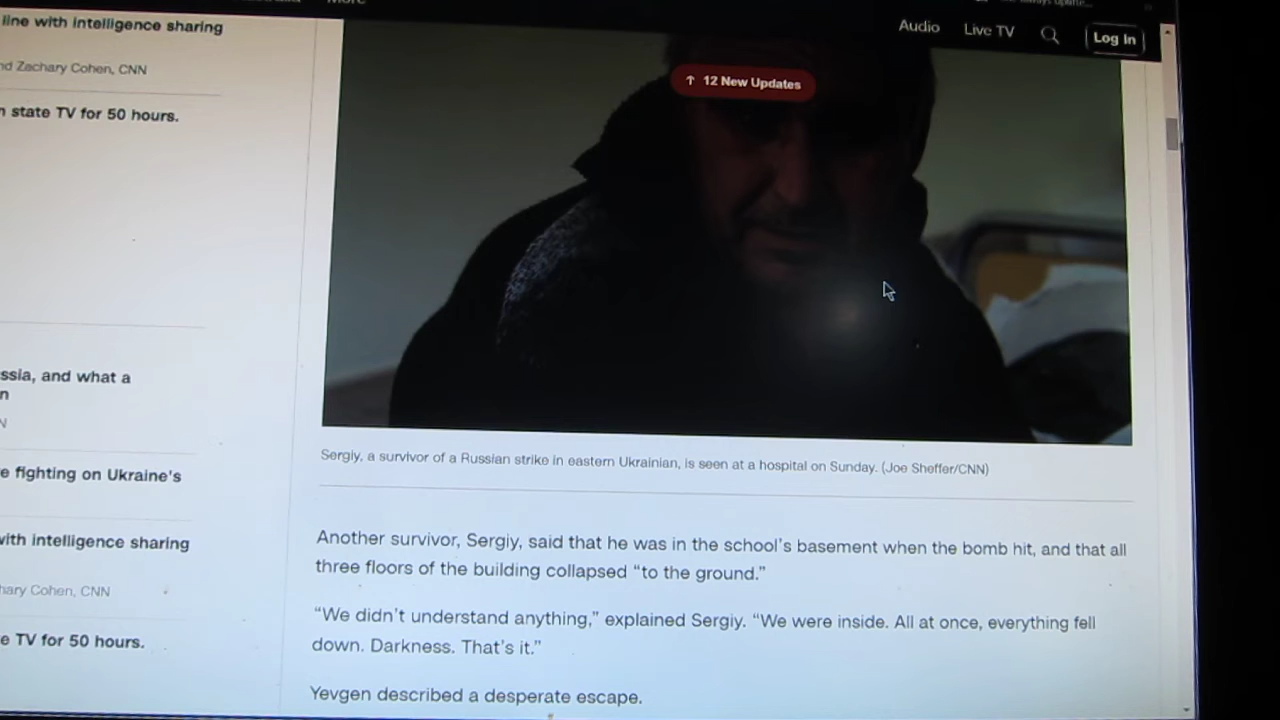 Audio
Live TV
Log In
↑ 12 New Updates
line with intelligence sharing
Zachary Cohen, CNN
state TV for 50 hours.
and what a
fighting on Ukraine's
with intelligence sharing
Cohen, CNN
TV for 50 hours.
Sergiy, a survivor of a Russian strike in eastern Ukrainian, is seen at a hospital on Sunday. (Joe Sheffer/CNN)
Another survivor, Sergiy, said that he was in the school's basement when the bomb hit, and that all
three floors of the building collapsed “to the ground.”
“We didn't understand anything,” explained Sergiy. “We were inside. All at once, everything fell
down. Darkness. That's it.”
Yevgen described a desperate escape.